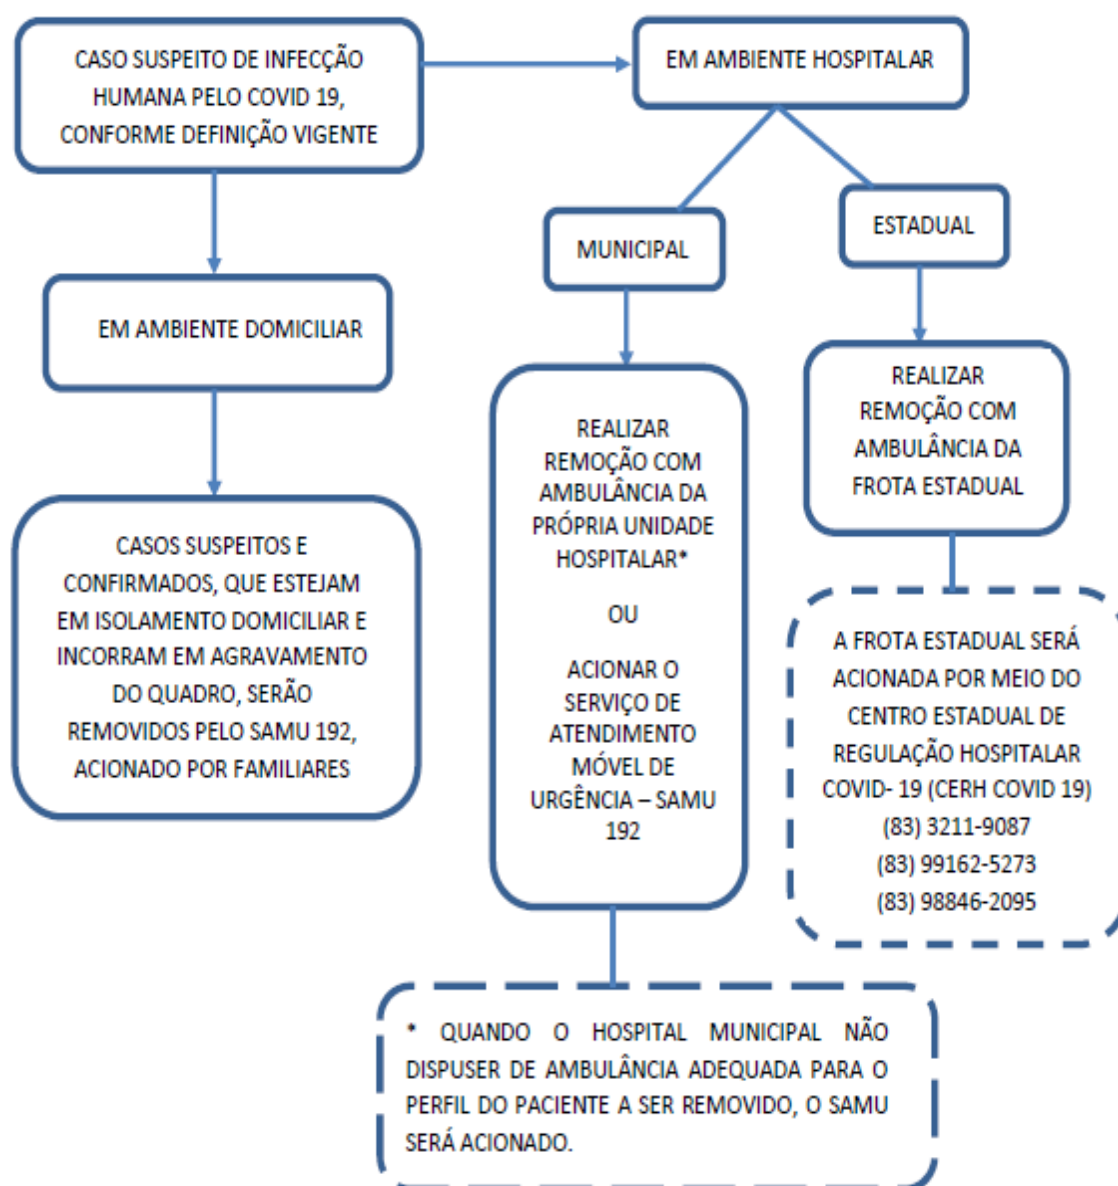 CASO SUSPEITO DE INFECÇÃO
HUMANA PELO COVID 19,
CONFORME DEFINIÇÃO VIGENTE
EM AMBIENTE HOSPITALAR
MUNICIPAL
ESTADUAL
EM AMBIENTE DOMICILIAR
CASOS SUSPEITOS E
CONFIRMADOS, QUE ESTEJAM
EM ISOLAMENTO DOMICILIAR E
INCORRAM EM AGRAVAMENTO
DO QUADRO, SERÃO
REMOVIDOS PELO SAMU 192,
ACIONADO POR FAMILIARES
REALIZAR
REMOÇÃO COM
AMBULÂNCIA DA
PRÓPRIA UNIDADE
HOSPITALAR*
OU
ACIONAR O
SERVIÇO DE
ATENDIMENTO
MÓVEL DE
URGÊNCIA – SAMU
192
REALIZAR
REMOÇÃO COM
AMBULÂNCIA DA
FROTA ESTADUAL
A FROTA ESTADUAL SERÁ
ACIONADA POR MEIO DO
CENTRO ESTADUAL DE
REGULAÇÃO HOSPITALAR
COVID- 19 (CERH COVID 19)
(83) 3211-9087
(83) 99162-5273
(83) 98846-2095
* QUANDO O HOSPITAL MUNICIPAL NÃO
DISPUSER DE AMBULÂNCIA ADEQUADA PARA O
PERFIL DO PACIENTE A SER REMOVIDO, O SAMU
SERÁ ACIONADO.